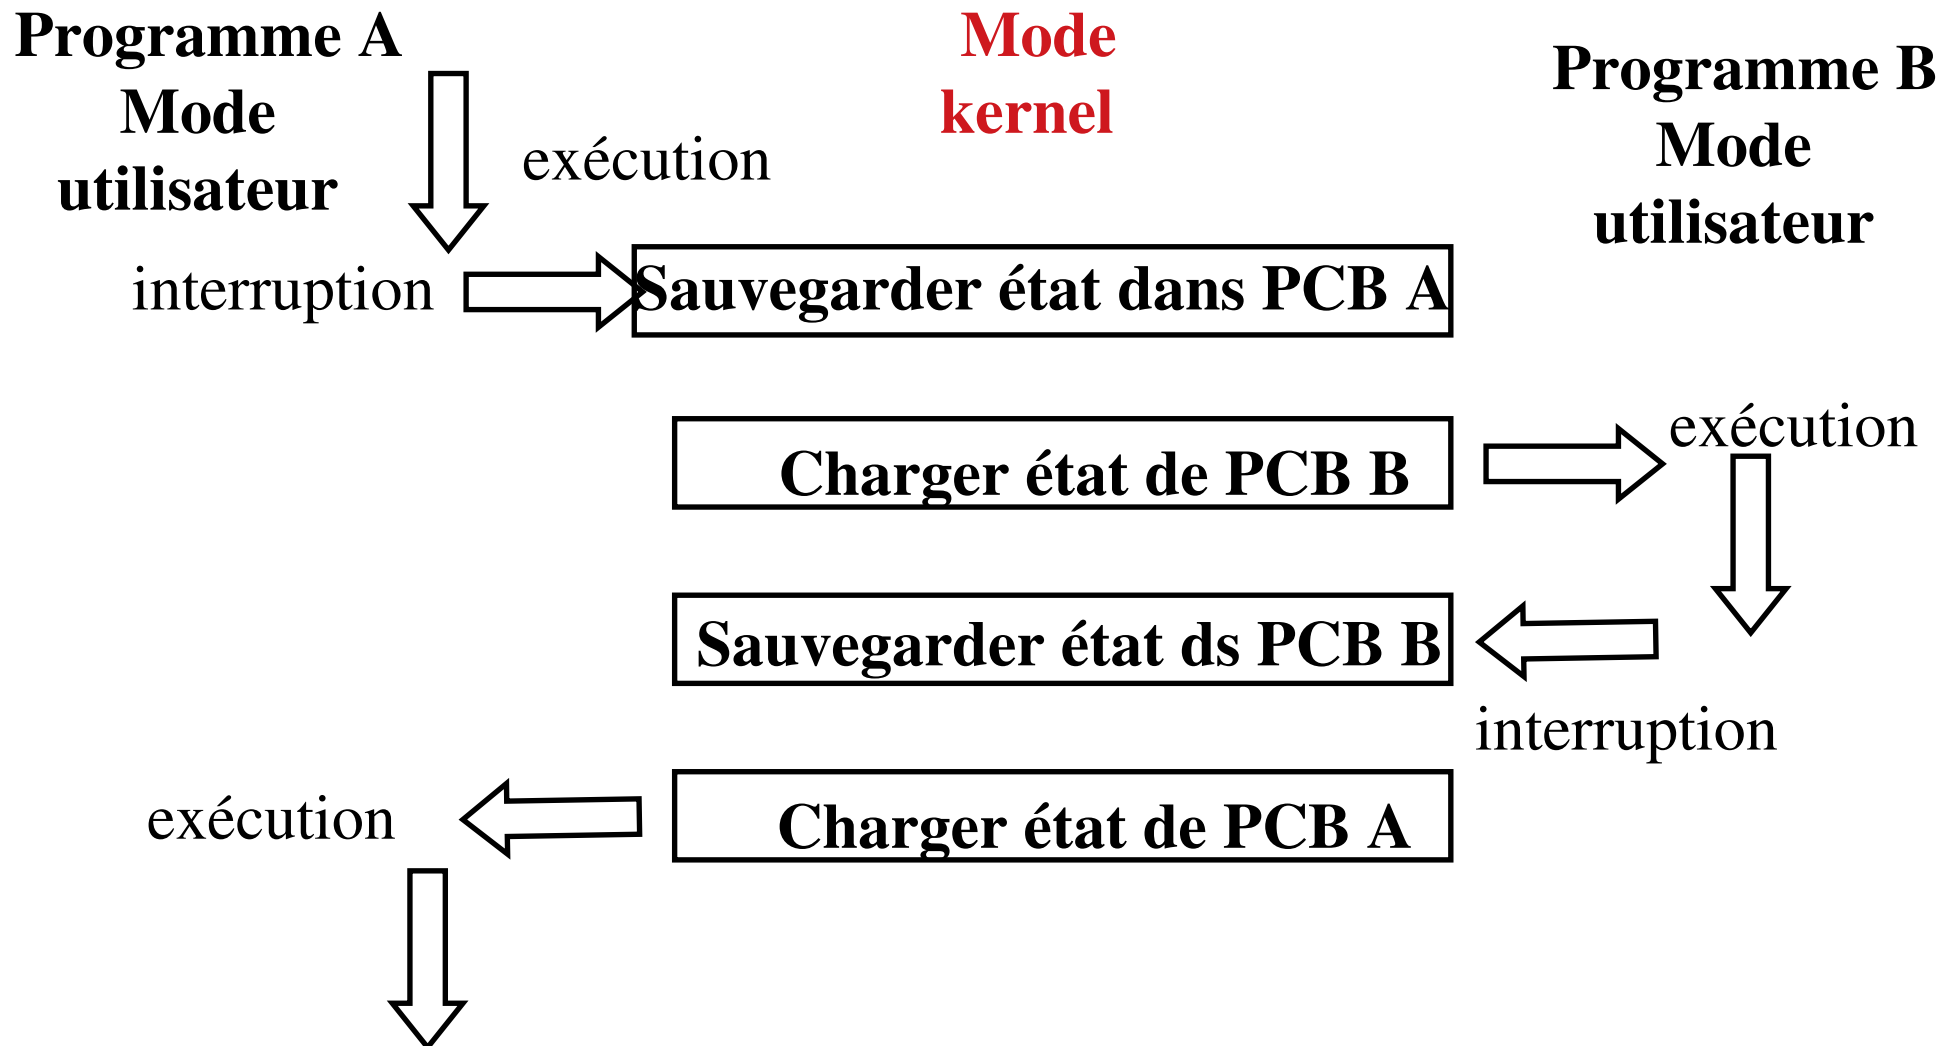 Programme A
Mode
utilisateur
Mode
kernel
Programme B
Mode
utilisateur
exécution
interruption
Sauvegarder état dans PCB A
Charger état de PCB B
exécution
Sauvegarder état ds PCB B
interruption
Charger état de PCB A
exécution